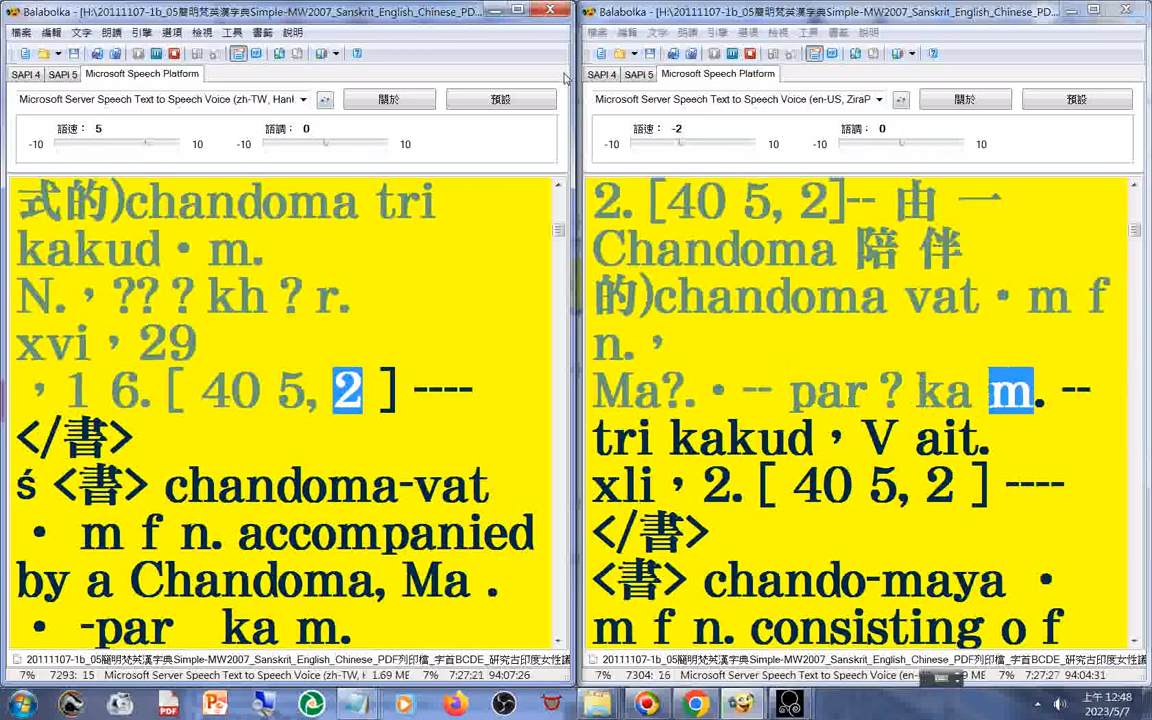 Balabolka - [H:\20111107-1b_05簡明梵英漢字典Simple-MW2007_Sanskrit_English_Chinese_PD...
檔案 編輯 文字 朗讀 引擎 選項 檢視 工具 書籤 說明
SAPI 4 SAPI 5 Microsoft Speech Platform
Microsoft Server Speech Text to Speech Voice (zh-TW, Hanl 關於 預設
語速： 5 語調： 0
-10 10 -10 10
式的)chandoma tri
kakud•m.
N.，???kh?r.
xvi，29
，1 6. [ 40 5, 2 ] ----
</書>
ś <書> chandoma-vat
• m f n. accompanied
by a Chandoma, Ma .
• -par ka m.
20111107-1b_05簡明梵英漢字典Simple-MW2007_Sanskrit_English_Chinese_PDF列印檔_字首BCDE_研究古印度女性議
7% 7293: 15 Microsoft Server Speech Text to Speech Voice (zh-TW, 1.69 ME 7% 7:27:21 94:07:26
Balabolka - [H:\20111107-1b_05簡明梵英漢字典Simple-MW2007_Sanskrit_English_Chinese_PD...
檔案 編輯 文字 朗讀 引擎 選項 檢視 工具 書籤 說明
SAPI 4 SAPI 5 Microsoft Speech Platform
Microsoft Server Speech Text to Speech Voice (en-US, ZiraP 關於 預設
語速： -2 語調： 0
-10 10 -10 10
2. [40 5, 2]-- 由 一
Chandoma 陪 伴
的)chandoma vat•m f
n.，
Ma?.•-- par?ka m. --
tri kakud，V ait.
xli，2. [ 40 5, 2 ] ----
</書>
<書> chando-maya •
m f n. consisting o f
20111107-1b_05簡明梵英漢字典Simple-MW2007_Sanskrit_English_Chinese_PDF列印檔_字首BCDE_研究古印度女性議
7% 7304: 16 Microsoft Server Speech Text to Speech Voice (en- ME 7% 7:27:27 94:04:31
上午 12:48
2023/5/7